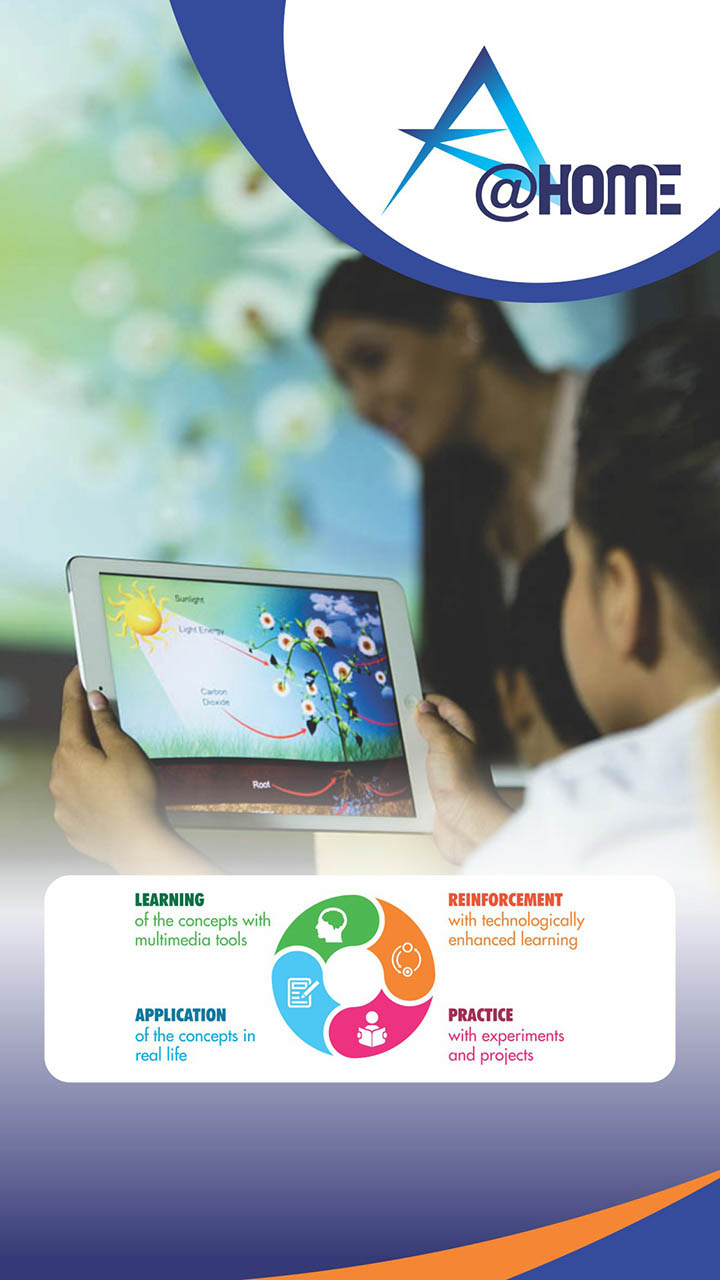 @HOME
Sunlight
Light Energy
Carbon
Dioxide
Root
LEARNING
of the concepts with
multimedia tools
REINFORCEMENT
with technologically
enhanced learning
APPLICATION
of the concepts in
real life
PRACTICE
with experiments
and projects